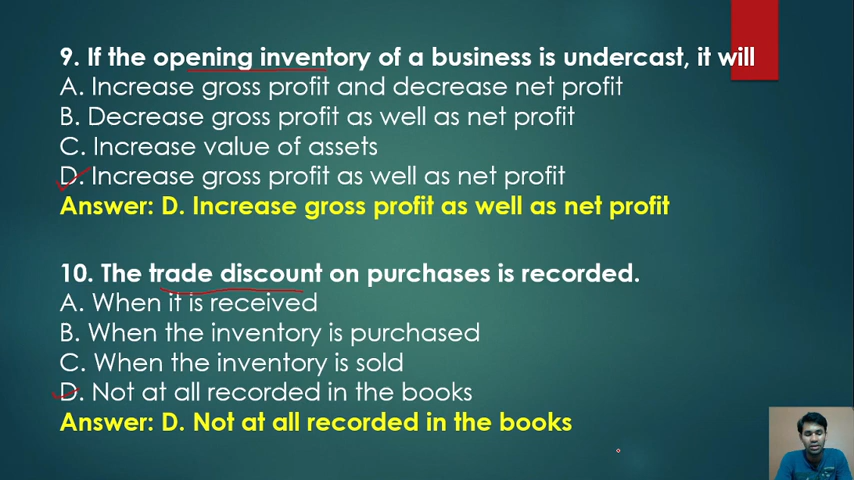 9. If the opening inventory of a business is undercast, it will
A. Increase gross profit and decrease net profit
B. Decrease gross profit as well as net profit
C. Increase value of assets
D. Increase gross profit as well as net profit
Answer: D. Increase gross profit as well as net profit
10. The trade discount on purchases is recorded.
A. When it is received
B. When the inventory is purchased
C. When the inventory is sold
D. Not at all recorded in the books
Answer: D. Not at all recorded in the books